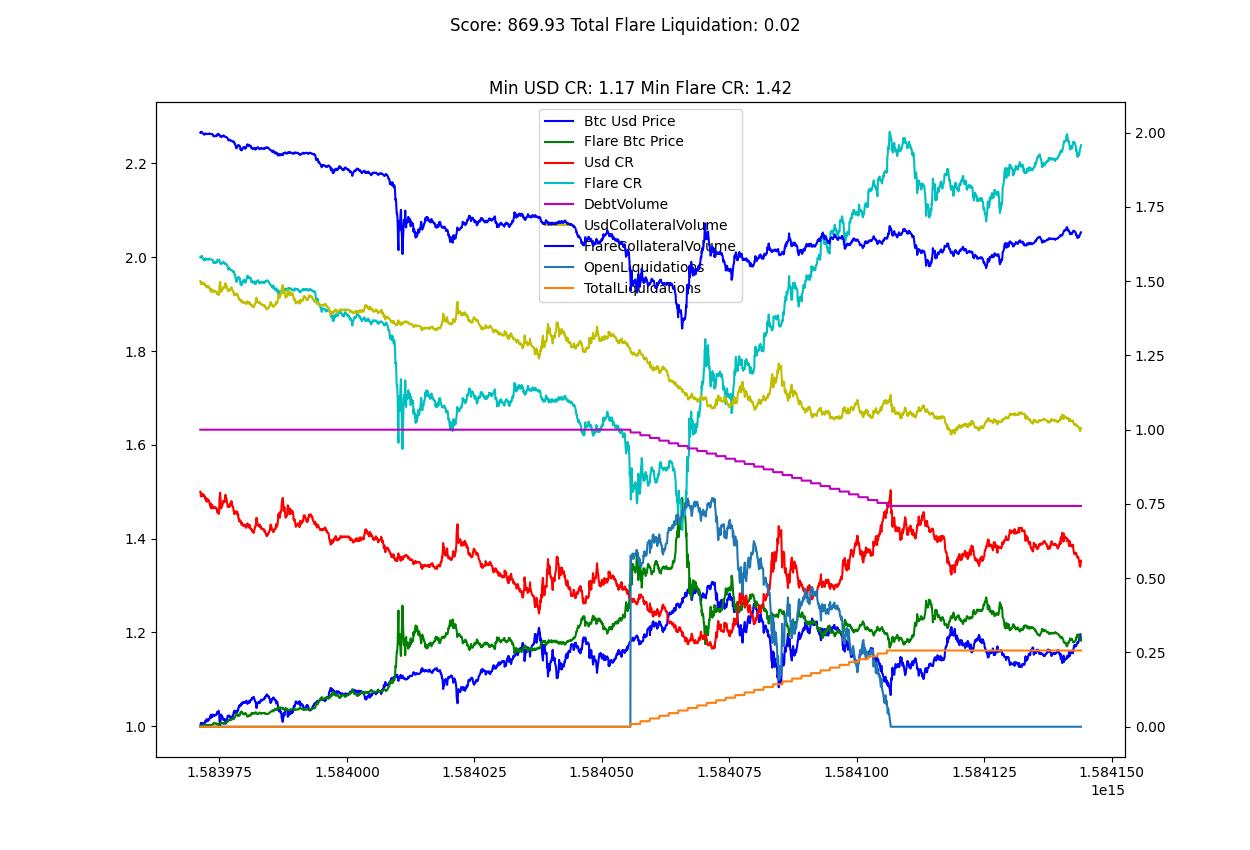 Score: 869.93 Total Flare Liquidation: 0.02
Min USD CR: 1.17 Min Flare CR: 1.42
Btc Usd Price
Flare Btc Price
Usd CR
Flare CR
DebtVolume
UsdCollateralVolume
FlareCollateralVolume
OpenLiquidations
TotalLiquidations
2.2
2.0
1.8
1.6
1.4
1.2
1.0
2.00
1.75
1.50
1.25
1.00
0.75
0.50
0.25
0.00
1.583975 1.584000 1.584025 1.584050 1.584075 1.584100 1.584125 1.584150
1e15